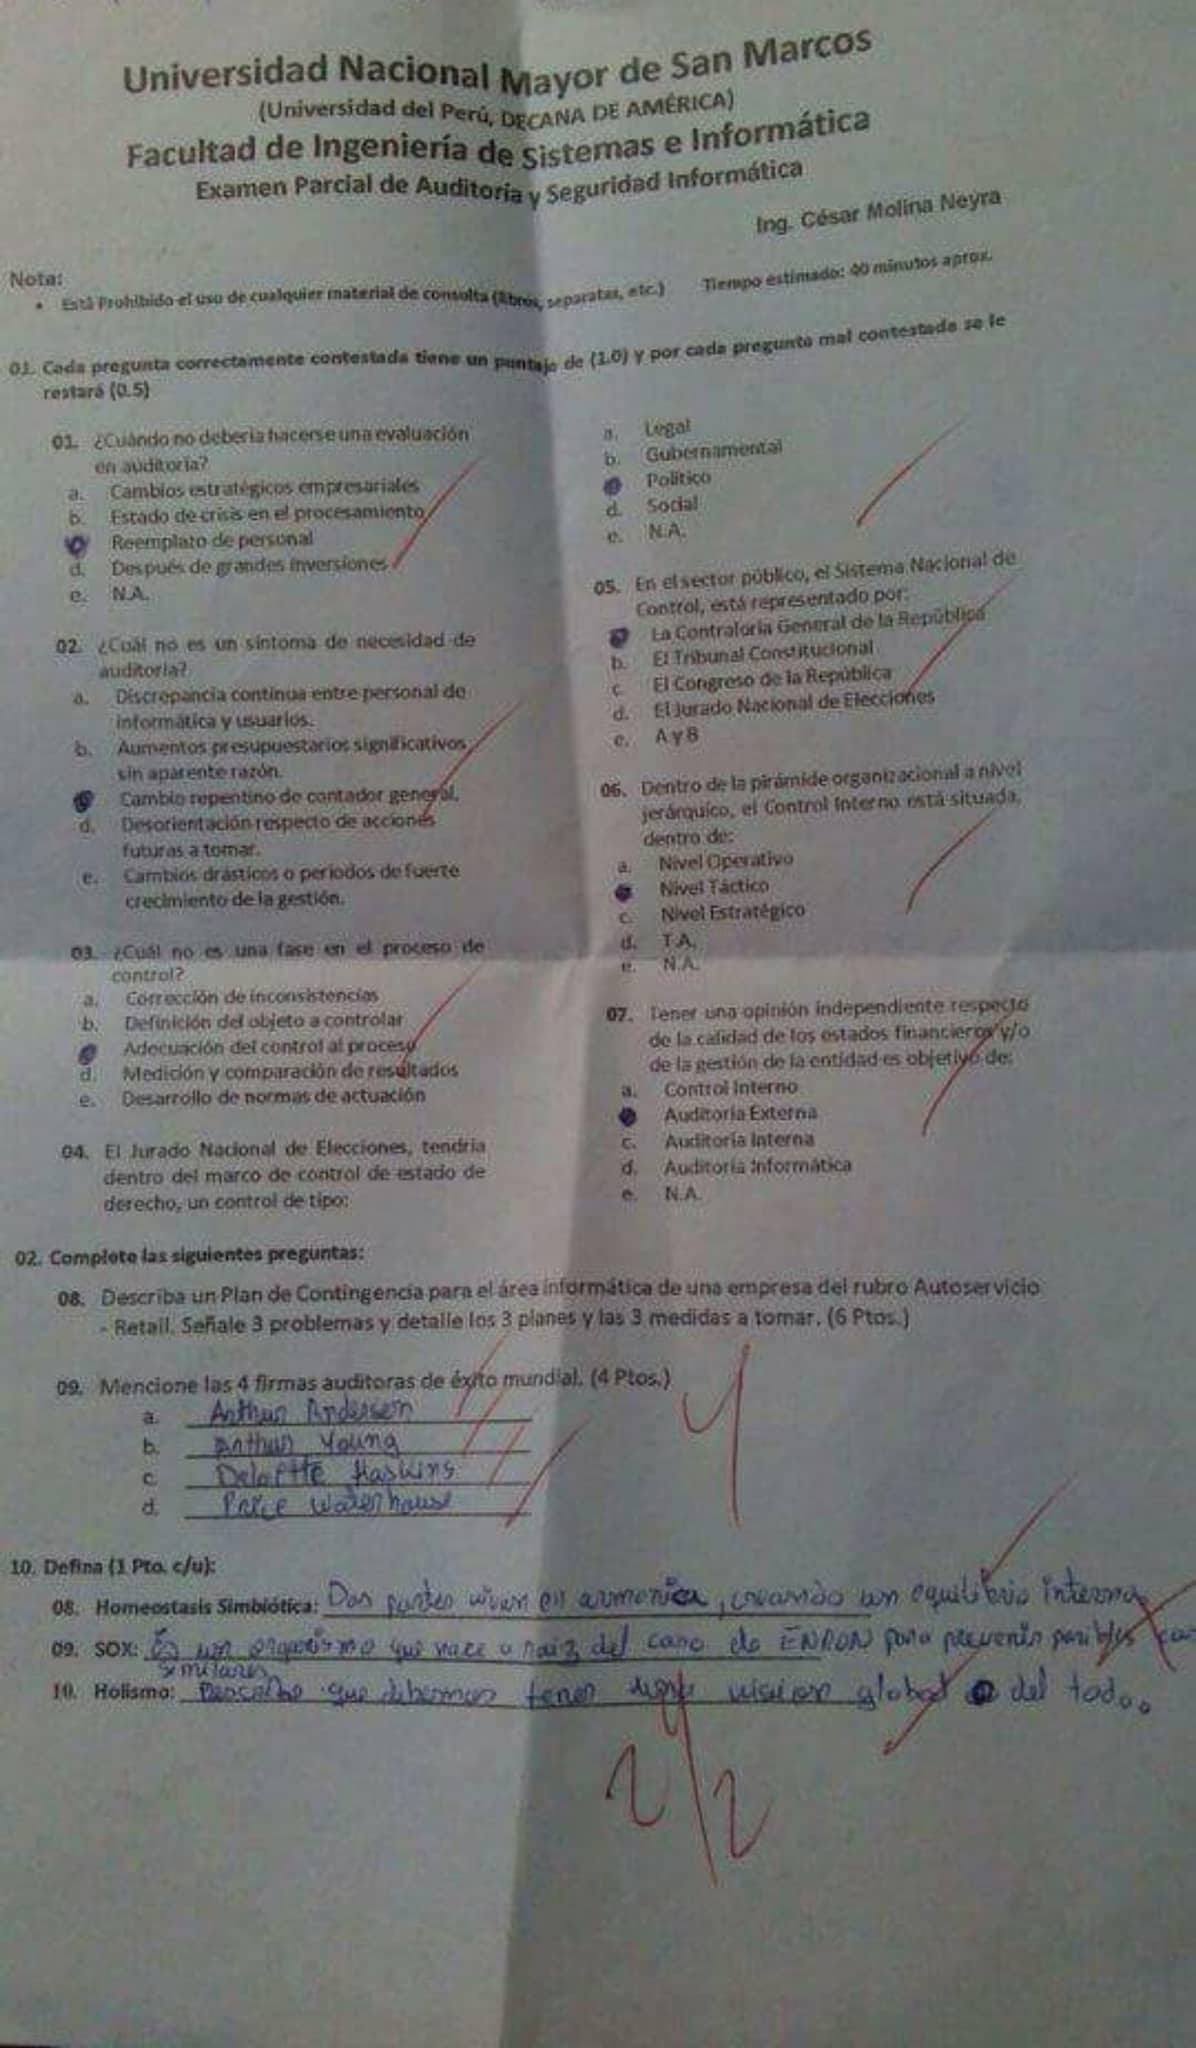 Universidad Nacional Mayor de San Marcos
(Universidad del Perú, DECANA DE AMÉRICA)
Facultad de Ingeniería de Sistemas e Informática
Examen Parcial de Auditoria y Seguridad Informática
Ing. César Molina Neyra
Nota:
• Está Prohibido el uso de cualquier material de consulta (libros, separatas, etc.) Tiempo estimado: 40 minutos aprox.
01. Cada pregunta correctamente contestada tiene un puntaje de (1.0) y por cada pregunta mal contestada se le
restará (0.5)
01. ¿Cuándo no debería hacerse una evaluación
en auditoría?
a. Cambios estratégicos empresariales
b. Estado de crisis en el procesamiento
Reemplazo de personal
d. Después de grandes inversiones
e. N.A.
02. ¿Cuál no es un síntoma de necesidad de
auditoria?
a. Discrepancia continua entre personal de
informática y usuarios.
b. Aumentos presupuestarios significativos
sin aparente razón.
Cambio repentino de contador general.
d. Desorientación respecto de acciones
futuras a tomar.
e. Cambios drásticos o periodos de fuerte
crecimiento de la gestión.
03. ¿Cuál no es una fase en el proceso de
control?
a. Corrección de inconsistencias
b. Definición del objeto a controlar
Adecuación del control al proceso
d. Medición y comparación de resultados
e. Desarrollo de normas de actuación
04. El Jurado Nacional de Elecciones, tendría
dentro del marco de control de estado de
derecho, un control de tipo:
a. Legal
b. Gubernamental
Político
d. Social
e. N.A.
05. En el sector público, el Sistema Nacional de
Control, está representado por:
La Contraloría General de la República
b. El Tribunal Constitucional
c. El Congreso de la República
d. El Jurado Nacional de Elecciones
e. A y B
06. Dentro de la pirámide organizacional a nivel
jerárquico, el Control Interno está situada,
dentro de:
a. Nivel Operativo
Nivel Táctico
c. Nivel Estratégico
d. T.A.
e. N.A.
07. Tener una opinión independiente respecto
de la calidad de los estados financieros y/o
de la gestión de la entidad es objetivo de:
a. Control Interno
Auditoría Externa
c. Auditoría Interna
d. Auditoría Informática
e. N.A.
02. Complete las siguientes preguntas:
08. Describa un Plan de Contingencia para el área informática de una empresa del rubro Autoservicio
- Retail. Señale 3 problemas y detalle los 3 planes y las 3 medidas a tomar. (6 Ptos.)
09. Mencione las 4 firmas auditoras de éxito mundial. (4 Ptos.)
a. Arthur Andersen
b. Arthur Young
c. Deloitte Haskins
d. Price Waterhouse
4
10. Defina (1 Pto. c/u):
08. Homeostasis Simbiótica: Dos partes viven en armonica, creando un equilibrio interno
09. SOX: Es un organismo que nace a raiz del caso de ENRON para prevenir posibles
similares
10. Holismo: que debemos tener una vision global del todo.